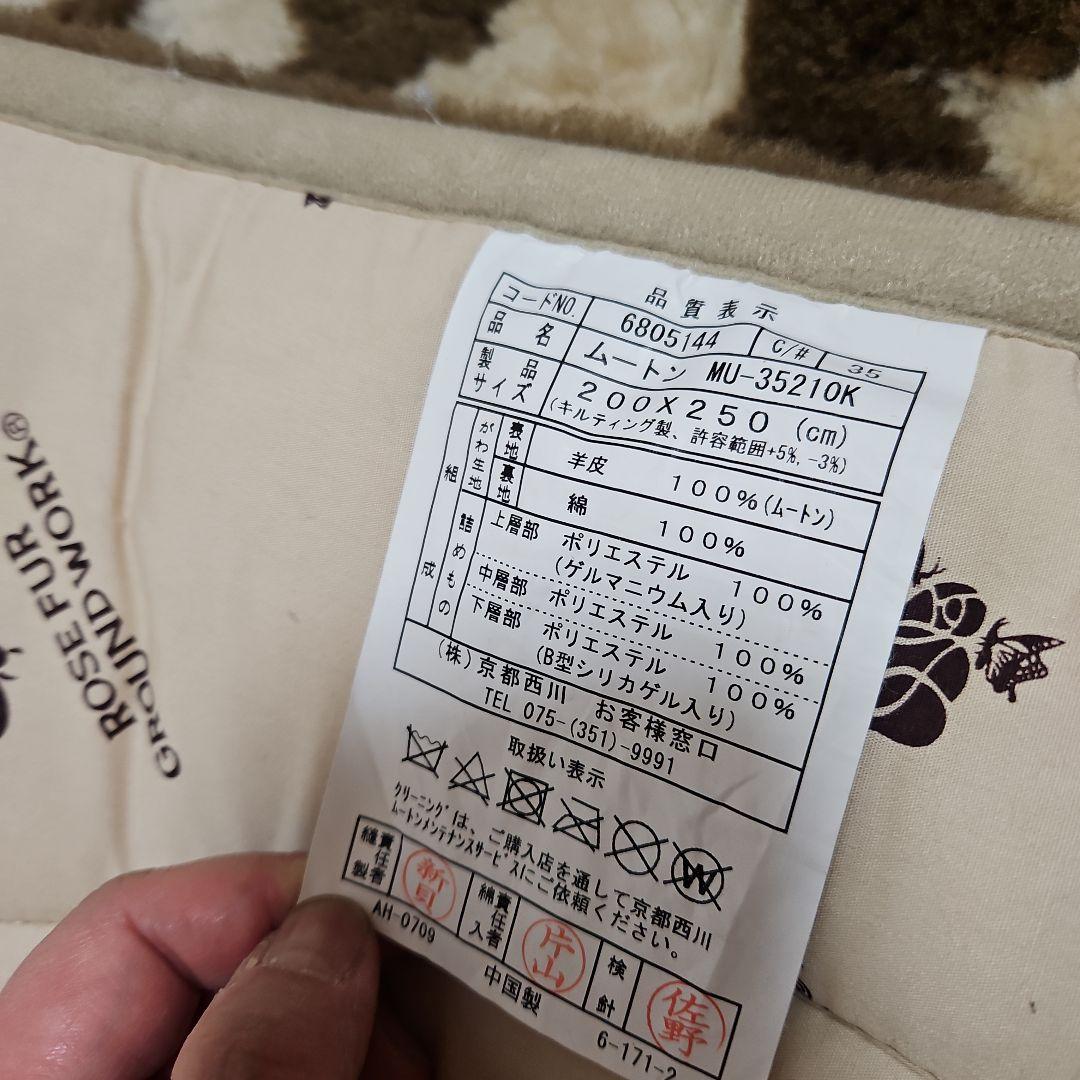 ROSE FUR
GROUND WORK®
品質表示
コードNO. 6805144 C/# 35
品名 ムートン MU-35210K
製品サイズ 200X250 (cm)
(キルティング製、許容範囲+5%, -3%)
組成
がわ生地 表地 羊皮 100%(ムートン)
裏地 綿 100%
詰めもの 上層部 ポリエステル 100%
(ゲルマニウム入り)
中層部 ポリエステル 100%
下層部 ポリエステル 100%
(B型シリカゲル入り)
(株)京都西川 お客様窓口
TEL 075-(351)-9991
取扱い表示
W
クリーニングは、ご購入店を通して京都西川
ムートンメンテナンスサービスにご依頼ください。
縫製責任者 新貝 綿入責任者 片山 検針 佐野
AH-0709
中国製
6-171-2